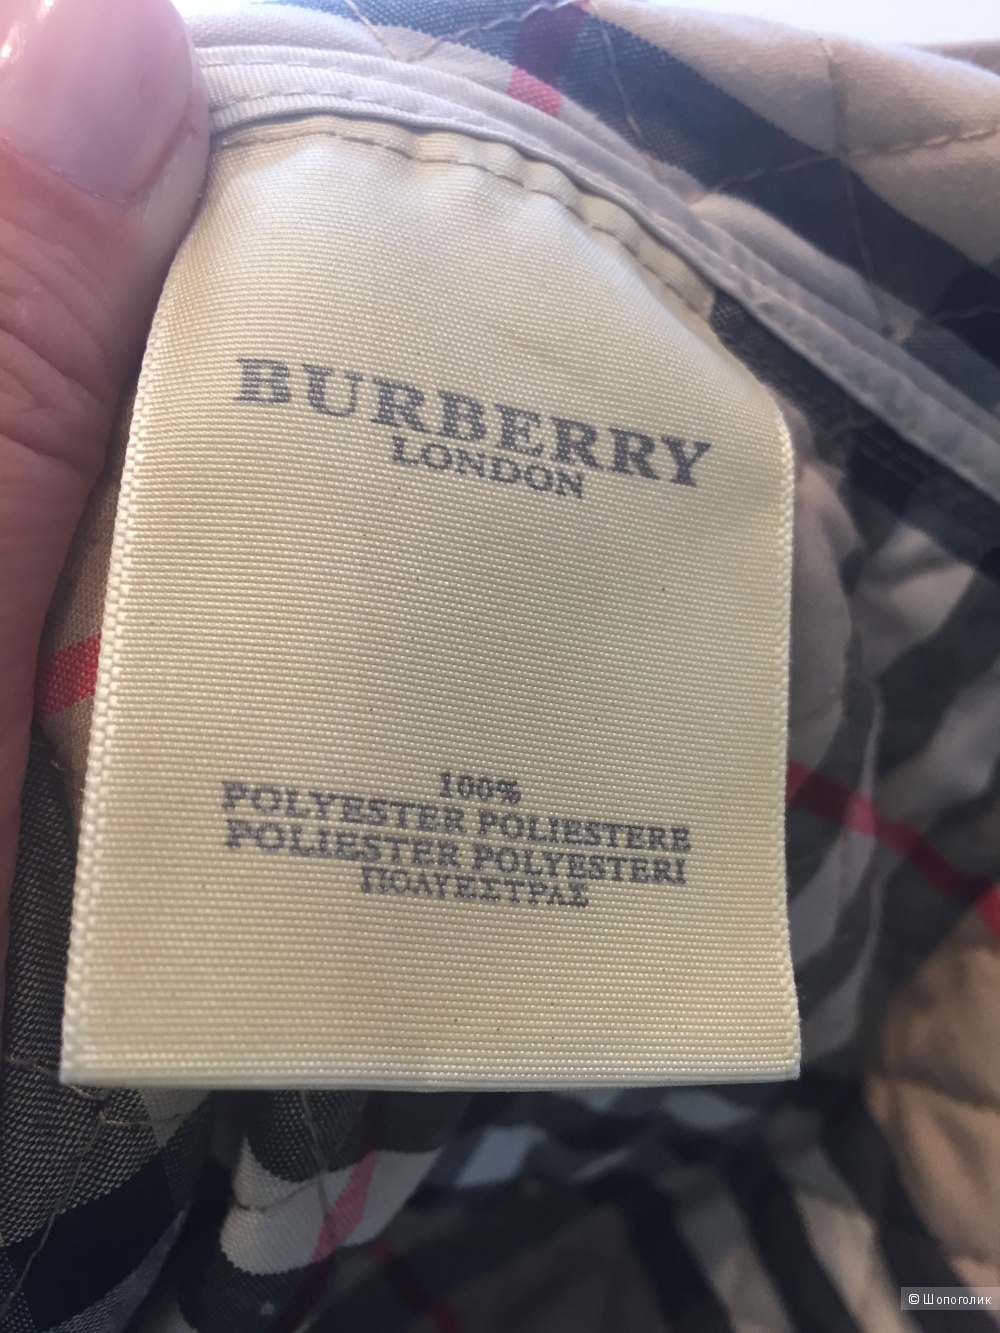 BURBERRY
LONDON
100%
POLYESTER POLIESTERE
POLIESTER POLYESTERI
ΠΟΛΥΕΣΤΡΑΣ
© Шопоголик